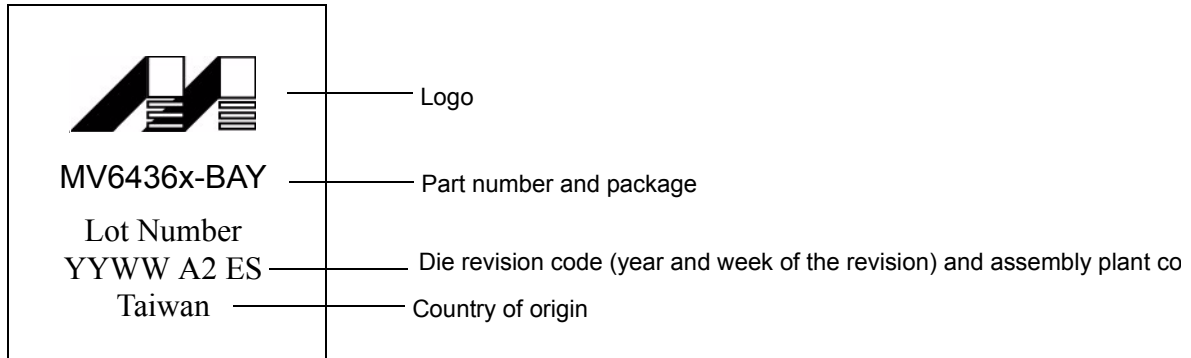 Logo
MV6436x-BAY
Part number and package
Lot Number
YYWW A2 ES
Die revision code (year and week of the revision) and assembly plant
Taiwan
Country of origin